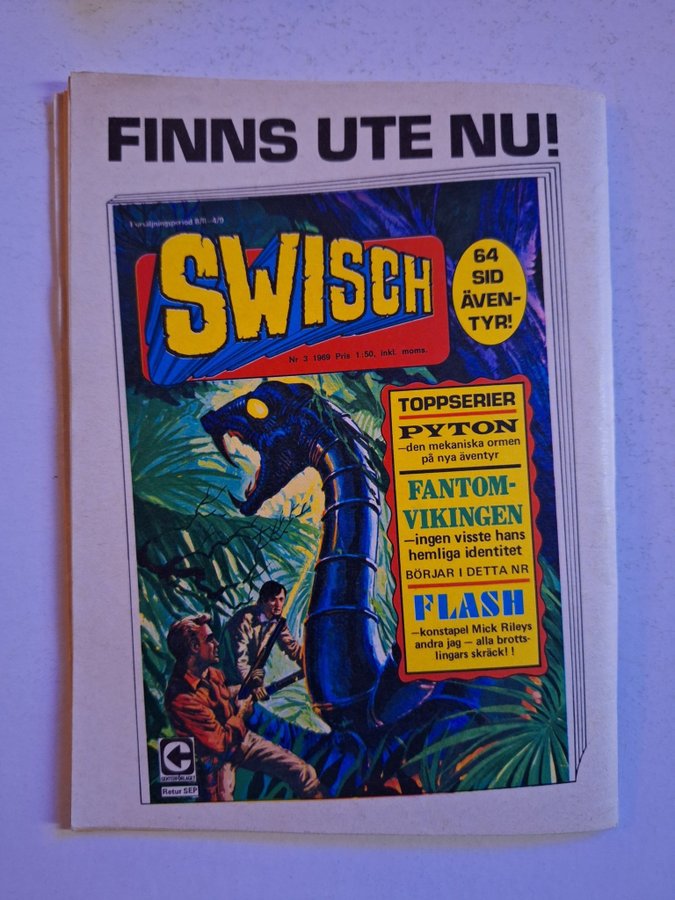 FINNS UTE NU!
Försäljningsperiod 8/8-4/9
SWISCH
Nr 3 1969 Pris 1:50, inkl. moms.
64
SID
ÄVEN-
TYR!
TOPPSERIER
PYTON
—den mekaniska ormen
på nya äventyr
FANTOM-
VIKINGEN
—ingen visste hans
hemliga identitet
BÖRJAR I DETTA NR
FLASH
—konstapel Mick Rileys
andra jag — alla brotts-
lingars skräck!!
C
CENTERFÖRLAGET
Retur SEP